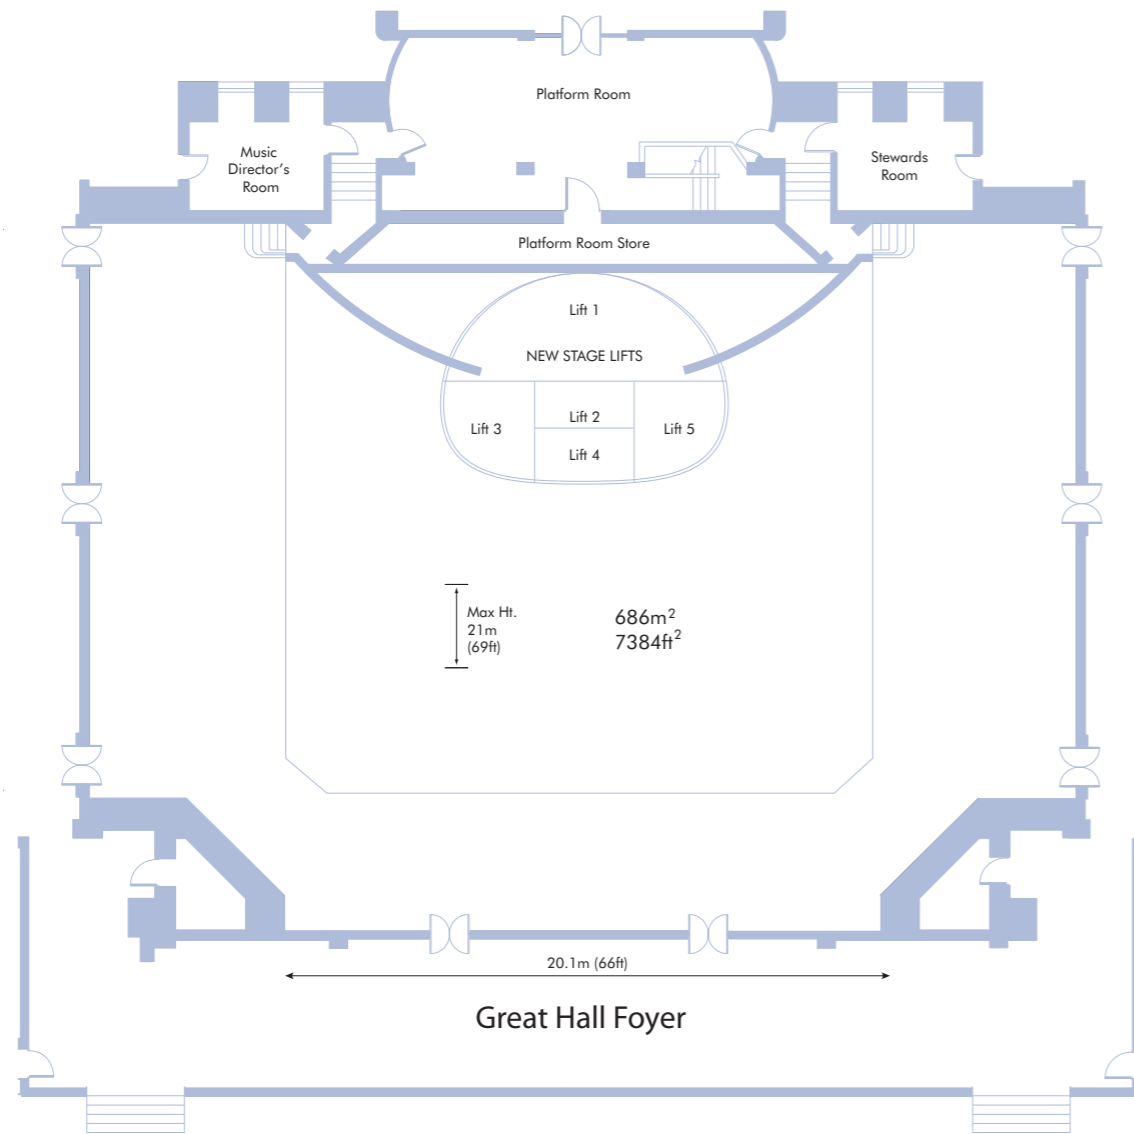 Platform Room
Music
Director's
Room
Stewards
Room
Platform Room Store
Lift 1
NEW STAGE LIFTS
Lift 3
Lift 2
Lift 5
Lift 4
Max Ht.
21m
(69ft)
686m²
7384ft²
20.1m (66ft)
Great Hall Foyer